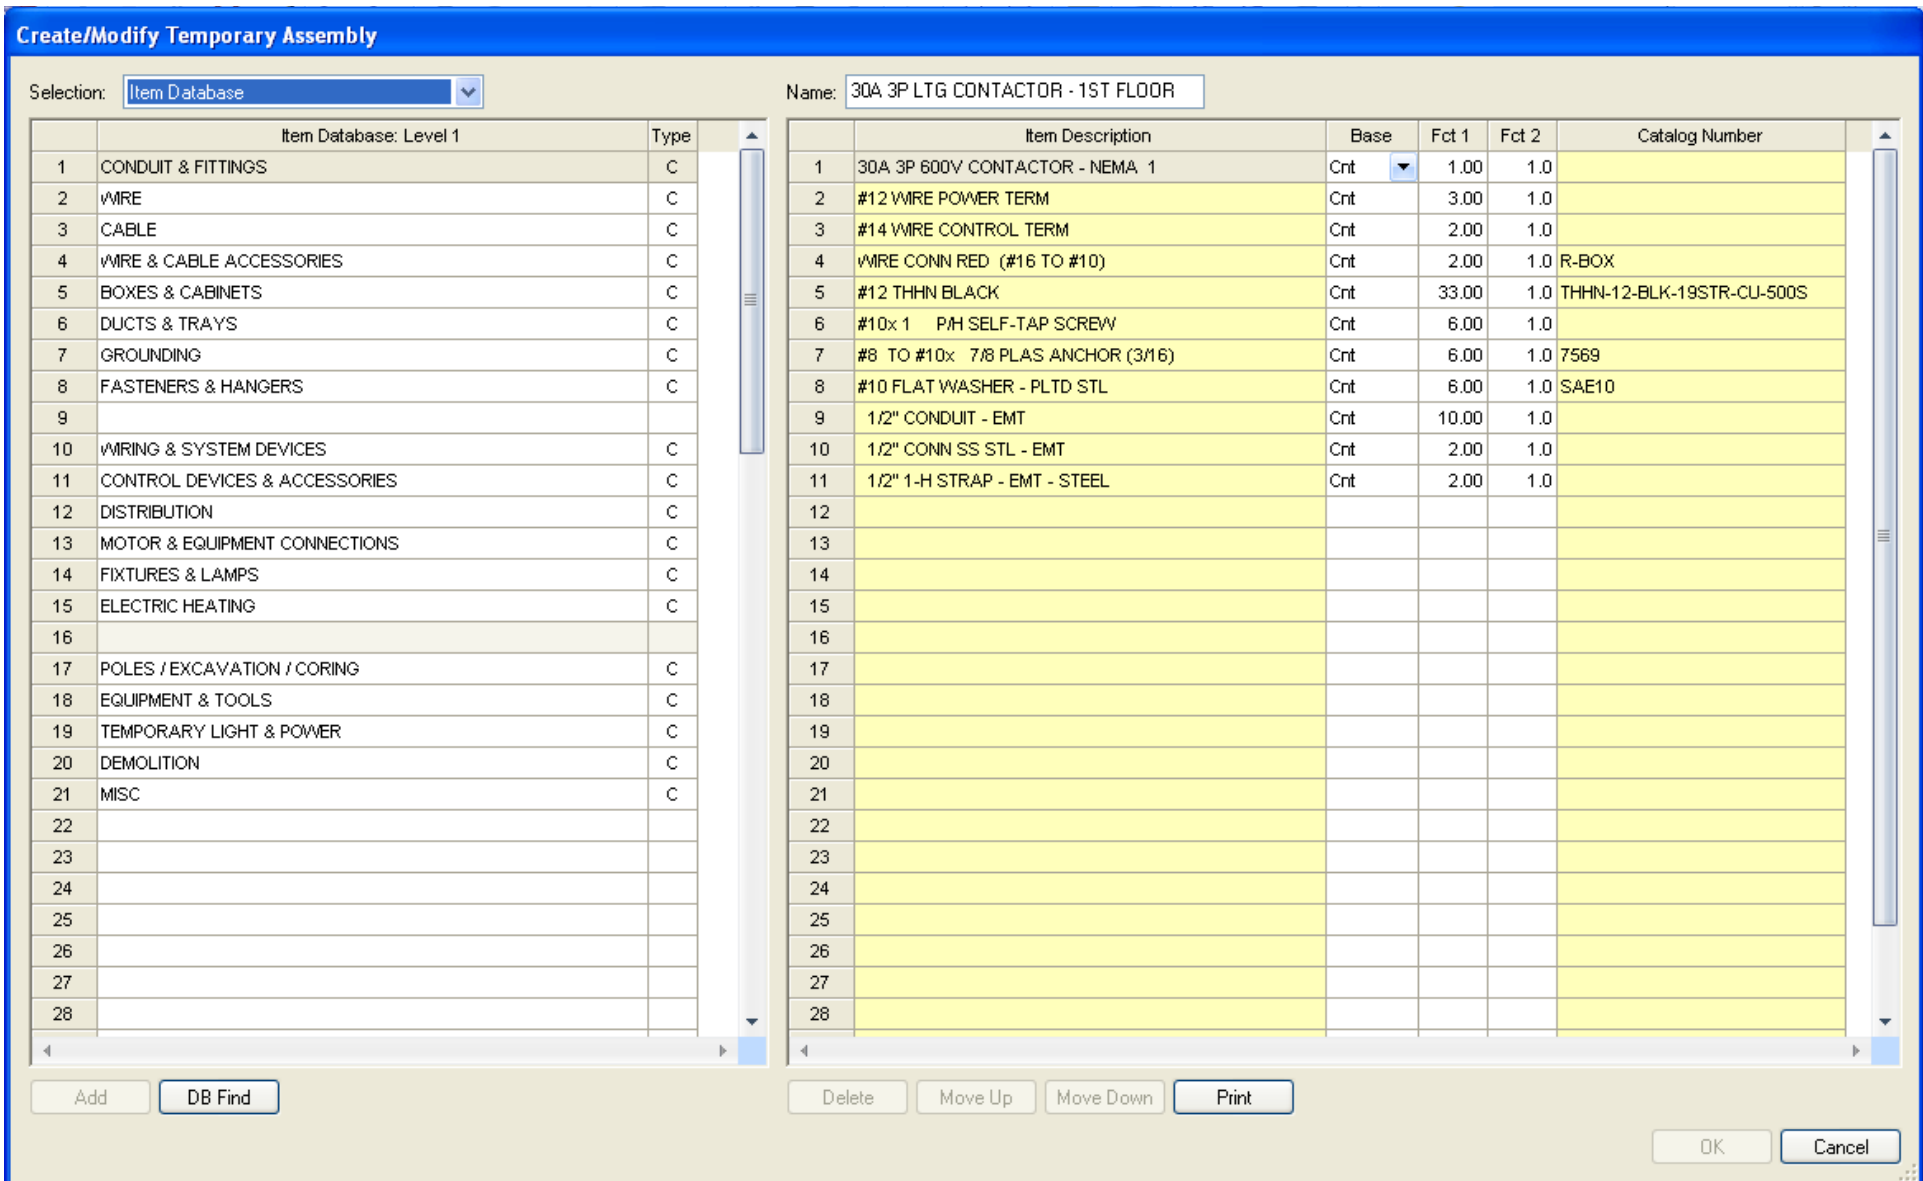 Create/Modify Temporary Assembly
Selection: Item Database
Name: 30A 3P LTG CONTACTOR - 1ST FLOOR
Item Database: Level 1 Type
1 CONDUIT & FITTINGS C
2 WIRE C
3 CABLE C
4 WIRE & CABLE ACCESSORIES C
5 BOXES & CABINETS C
6 DUCTS & TRAYS C
7 GROUNDING C
8 FASTENERS & HANGERS C
9
10 WIRING & SYSTEM DEVICES C
11 CONTROL DEVICES & ACCESSORIES C
12 DISTRIBUTION C
13 MOTOR & EQUIPMENT CONNECTIONS C
14 FIXTURES & LAMPS C
15 ELECTRIC HEATING C
16
17 POLES / EXCAVATION / CORING C
18 EQUIPMENT & TOOLS C
19 TEMPORARY LIGHT & POWER C
20 DEMOLITION C
21 MISC C
22
23
24
25
26
27
28
Add DB Find
Item Description Base Fct 1 Fct 2 Catalog Number
1 30A 3P 600V CONTACTOR - NEMA 1 Cnt 1.00 1.0
2 #12 WIRE POWER TERM Cnt 3.00 1.0
3 #14 WIRE CONTROL TERM Cnt 2.00 1.0
4 WIRE CONN RED (#16 TO #10) Cnt 2.00 1.0 R-BOX
5 #12 THHN BLACK Cnt 33.00 1.0 THHN-12-BLK-19STR-CU-500S
6 #10x 1 P/H SELF-TAP SCREW Cnt 6.00 1.0
7 #8 TO #10x 7/8 PLAS ANCHOR (3/16) Cnt 6.00 1.0 7569
8 #10 FLAT WASHER - PLTD STL Cnt 6.00 1.0 SAE10
9 1/2" CONDUIT - EMT Cnt 10.00 1.0
10 1/2" CONN SS STL - EMT Cnt 2.00 1.0
11 1/2" 1-H STRAP - EMT - STEEL Cnt 2.00 1.0
12
13
14
15
16
17
18
19
20
21
22
23
24
25
26
27
28
Delete Move Up Move Down Print
OK Cancel